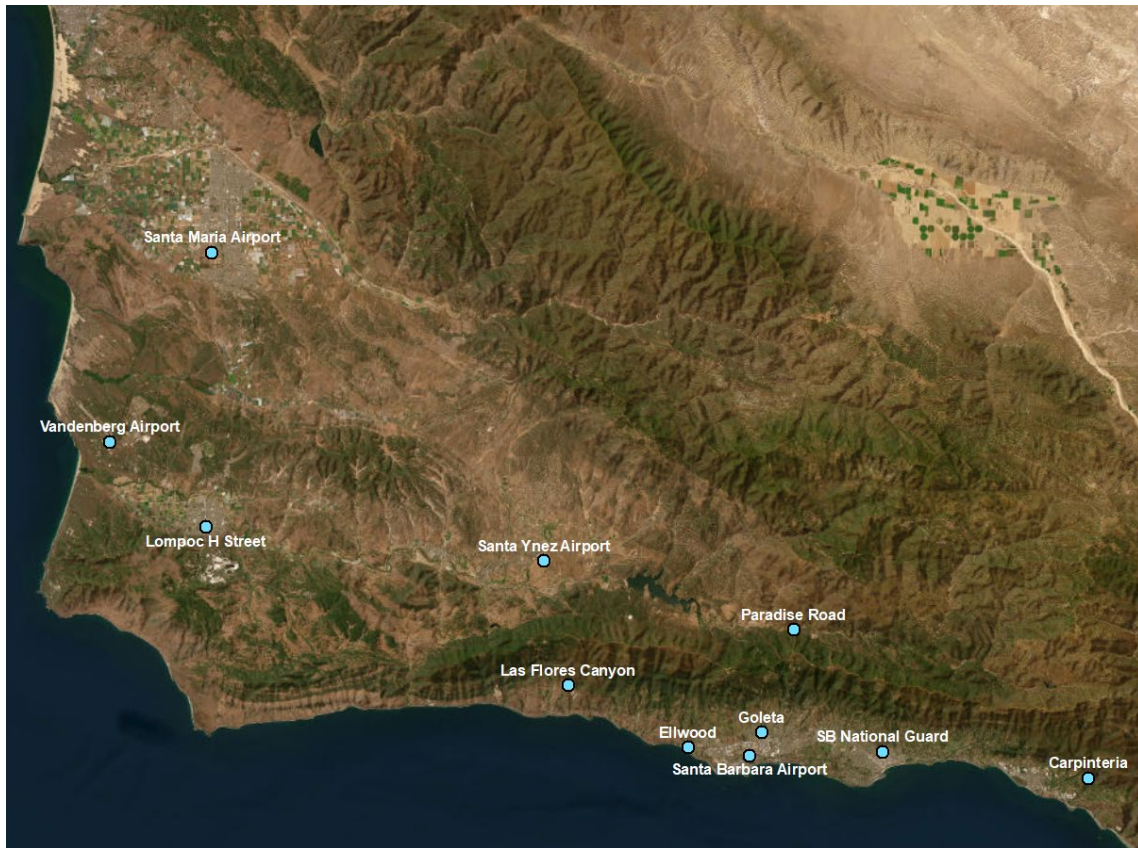 Santa Maria Airport
Vandenberg Airport
Lompoc H Street
Santa Ynez Airport
Paradise Road
Las Flores Canyon
Goleta
Ellwood
SB National Guard
Santa Barbara Airport
Carpinteria